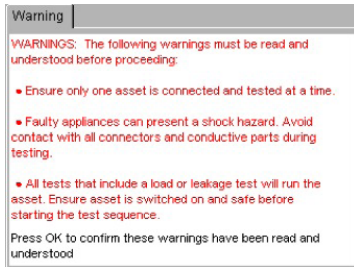 Warning
WARNINGS: The following warnings must be read and
understood before proceeding:
• Ensure only one asset is connected and tested at a time.
• Faulty appliances can present a shock hazard. Avoid
contact with all connectors and conductive parts during
testing.
• All tests that include a load or leakage test will run the
asset. Ensure asset is switched on and safe before
starting the test sequence.
Press OK to confirm these warnings have been read and
understood